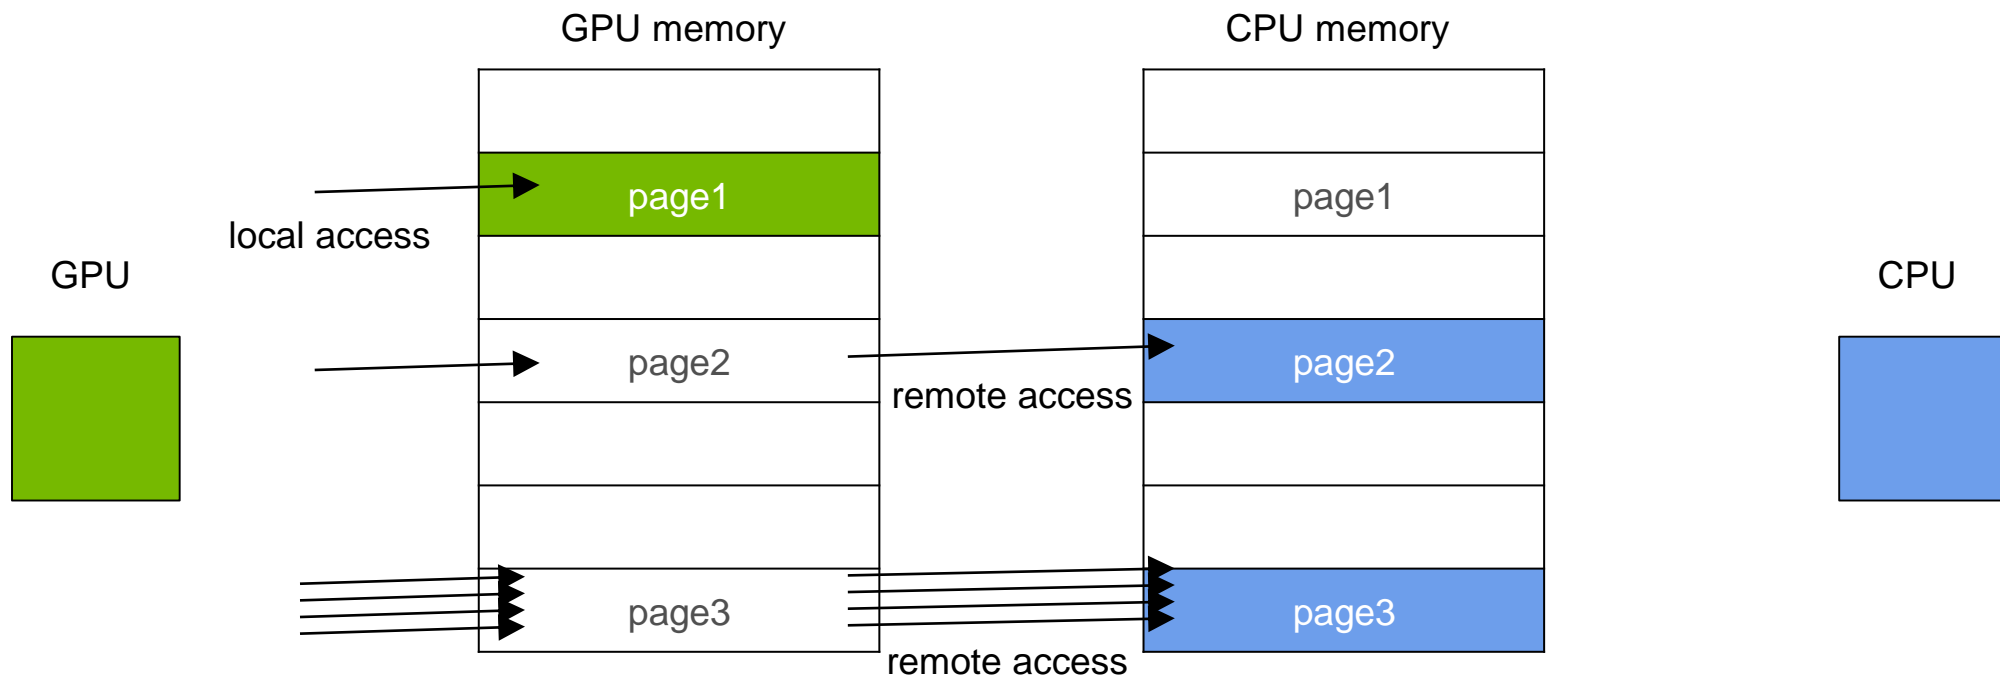 GPU memory
CPU memory
page1
page1
local access
GPU
CPU
page2
page2
remote access
page3
page3
remote access